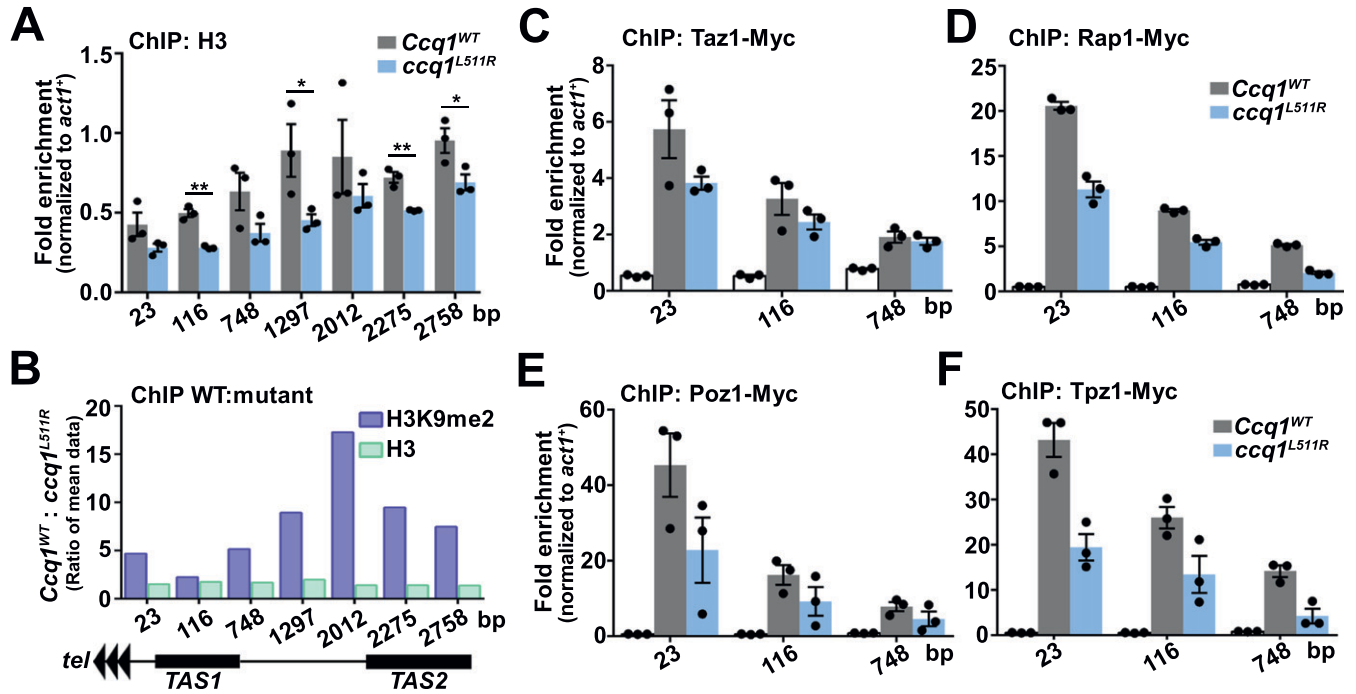 A
ChIP: H3
Ccq1WT
ccq1L511R
Fold enrichment
(normalized to act1+)
1.5
1.0
0.5
0.0
*
**
*
**
*
23 116 748 1297 2012 2275 2758 bp
B
ChIP WT:mutant
H3K9me2
H3
Ccq1WT : ccq1L511R
(Ratio of mean data)
20
15
10
5
0
23 116 748 1297 2012 2275 2758 bp
tel
TAS1 TAS2
C
ChIP: Taz1-Myc
Fold enrichment
(normalized to act1+)
8
6
4
2
0
23 116 748 bp
D
ChIP: Rap1-Myc
Ccq1WT
ccq1L511R
25
20
15
10
5
0
23 116 748 bp
E
ChIP: Poz1-Myc
Fold enrichment
(normalized to act1+)
60
40
20
0
23 116 748 bp
F
ChIP: Tpz1-Myc
Ccq1WT
ccq1L511R
50
40
30
20
10
0
23 116 748 bp